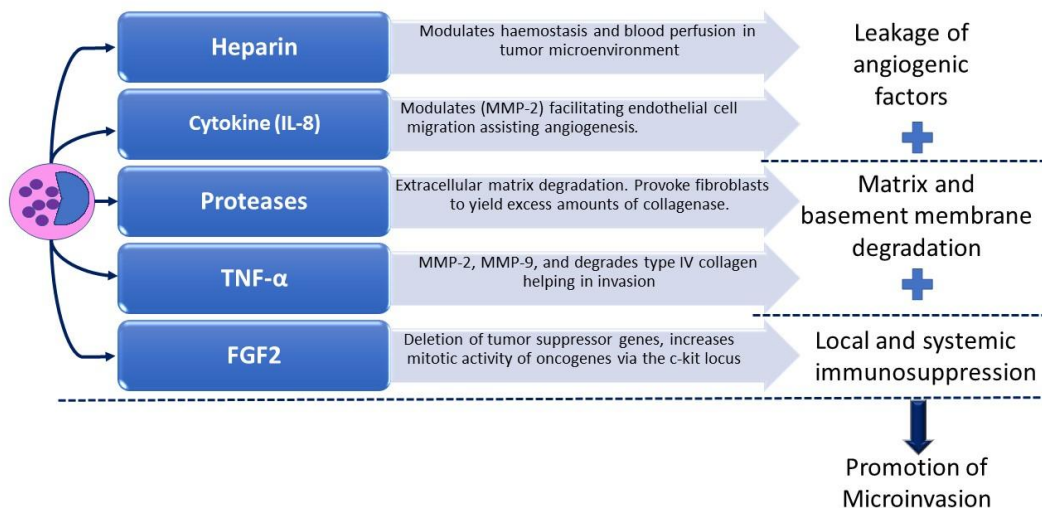 Heparin
Modulates haemostasis and blood perfusion in
tumor microenvironment
Leakage of
angiogenic
factors
Cytokine (IL-8)
Modulates (MMP-2) facilitating endothelial cell
migration assisting angiogenesis.
Proteases
Extracellular matrix degradation. Provoke fibroblasts
to yield excess amounts of collagenase.
Matrix and
basement membrane
degradation
TNF-α
MMP-2, MMP-9, and degrades type IV collagen
helping in invasion
FGF2
Deletion of tumor suppressor genes, increases
mitotic activity of oncogenes via the c-kit locus
Local and systemic
immunosuppression
Promotion of
Microinvasion